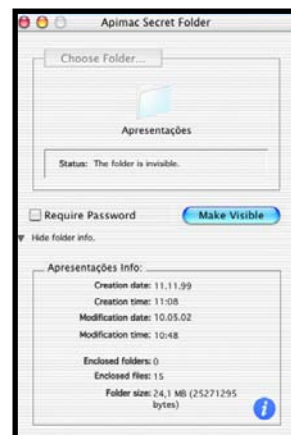 Apimac Secret Folder
Choose Folder...
Apresentações
Status: The folder is invisible.
Require Password
Make Visible
Hide folder info.
Apresentações Info:
Creation date: 11.11.99
Creation time: 11:08
Modification date: 10.05.02
Modification time: 10:48
Enclosed folders: 0
Enclosed files: 15
Folder size: 24,1 MB (25271295
bytes)
i